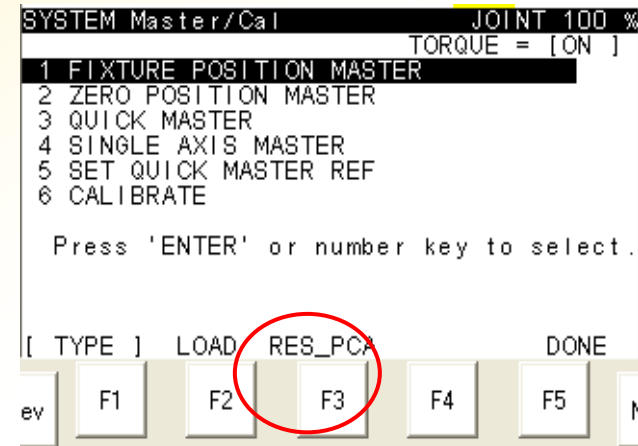 SYSTEM Master/Cal JOINT 100 %
TORQUE = [ON ]
1 FIXTURE POSITION MASTER
2 ZERO POSITION MASTER
3 QUICK MASTER
4 SINGLE AXIS MASTER
5 SET QUICK MASTER REF
6 CALIBRATE
Press 'ENTER' or number key to select.
[ TYPE ] LOAD RES_PCA DONE
ev F1 F2 F3 F4 F5